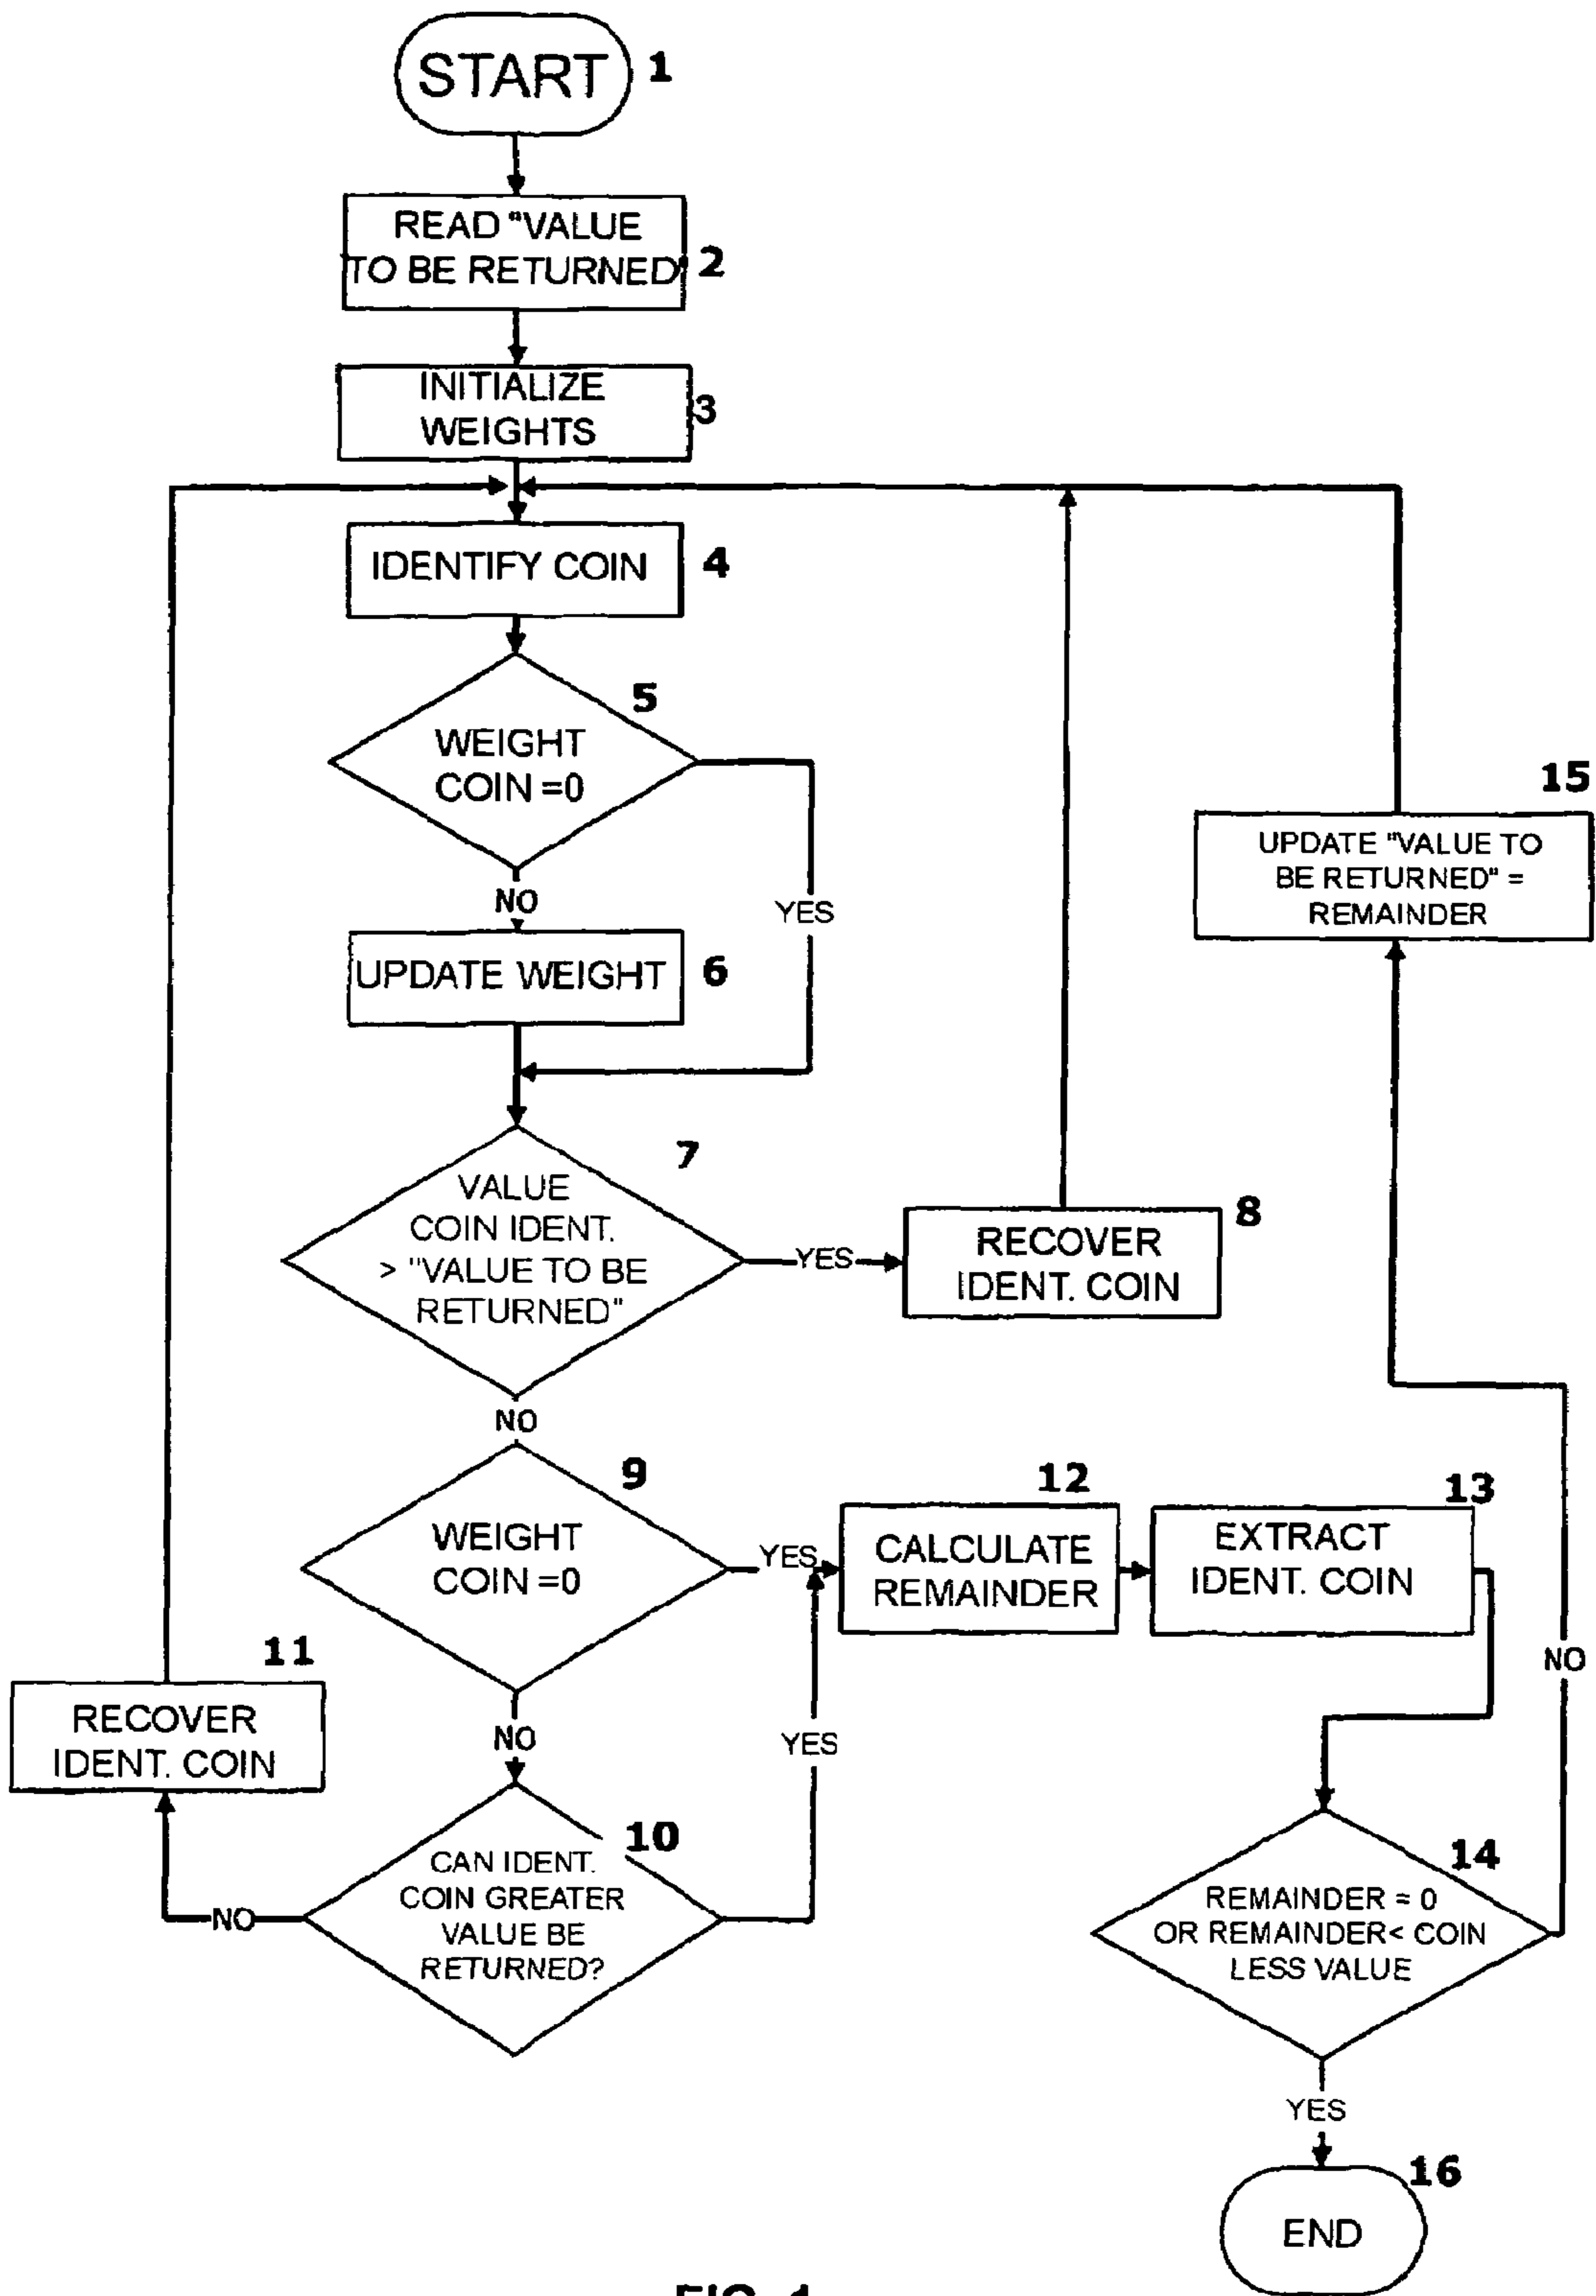 START
1
READ "VALUE
TO BE RETURNED"
2
INITIALIZE
WEIGHTS
3
IDENTIFY COIN
4
5
WEIGHT
COIN =0
NO
YES
UPDATE WEIGHT
6
15
UPDATE "VALUE TO
BE RETURNED" =
REMAINDER
7
VALUE
COIN IDENT.
> "VALUE TO BE
RETURNED"
YES
8
RECOVER
IDENT. COIN
NO
9
WEIGHT
COIN =0
YES
12
CALCULATE
REMAINDER
13
EXTRACT
IDENT. COIN
NO
11
RECOVER
IDENT. COIN
NO
YES
10
CAN IDENT.
COIN GREATER
VALUE BE
RETURNED?
NO
14
REMAINDER = 0
OR REMAINDER< COIN
LESS VALUE
YES
16
END
FIG. 1